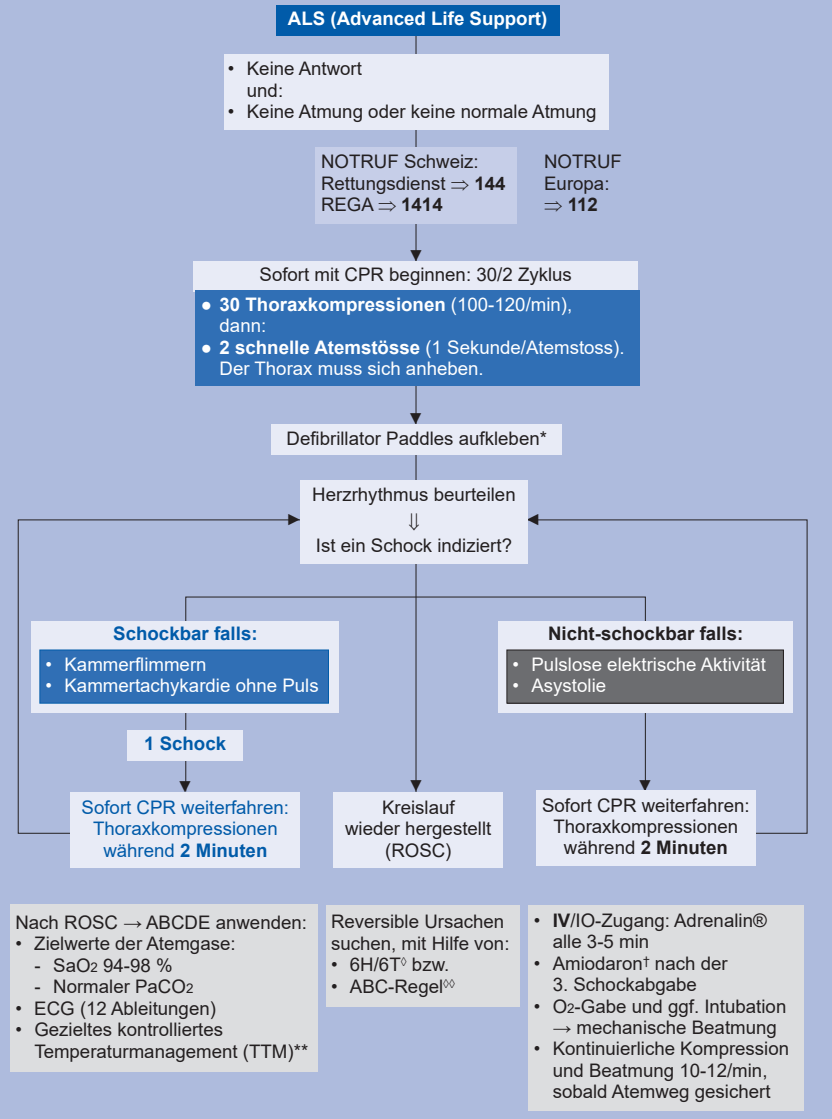 ALS (Advanced Life Support)
• Keine Antwort
und:
• Keine Atmung oder keine normale Atmung
NOTRUF Schweiz:
Rettungsdienst ⇒ 144
REGA ⇒ 1414
NOTRUF
Europa:
⇒ 112
Sofort mit CPR beginnen: 30/2 Zyklus
● 30 Thoraxkompressionen (100-120/min),
dann:
● 2 schnelle Atemstösse (1 Sekunde/Atemstoss).
Der Thorax muss sich anheben.
Defibrillator Paddles aufkleben*
Herzrhythmus beurteilen
⇓
Ist ein Schock indiziert?
Schockbar falls:
• Kammerflimmern
• Kammertachykardie ohne Puls
1 Schock
Sofort CPR weiterfahren:
Thoraxkompressionen
während 2 Minuten
Kreislauf
wieder hergestellt
(ROSC)
Nicht-schockbar falls:
• Pulslose elektrische Aktivität
• Asystolie
Sofort CPR weiterfahren:
Thoraxkompressionen
während 2 Minuten
Nach ROSC → ABCDE anwenden:
• Zielwerte der Atemgase:
- SaO2 94-98 %
- Normaler PaCO2
• ECG (12 Ableitungen)
• Gezieltes kontrolliertes
Temperaturmanagement (TTM)**
Reversible Ursachen
suchen, mit Hilfe von:
• 6H/6T◊ bzw.
• ABC-Regel◊◊
• IV/IO-Zugang: Adrenalin®
alle 3-5 min
• Amiodaron† nach der
3. Schockabgabe
• O2-Gabe und ggf. Intubation
→ mechanische Beatmung
• Kontinuierliche Kompression
und Beatmung 10-12/min,
sobald Atemweg gesichert